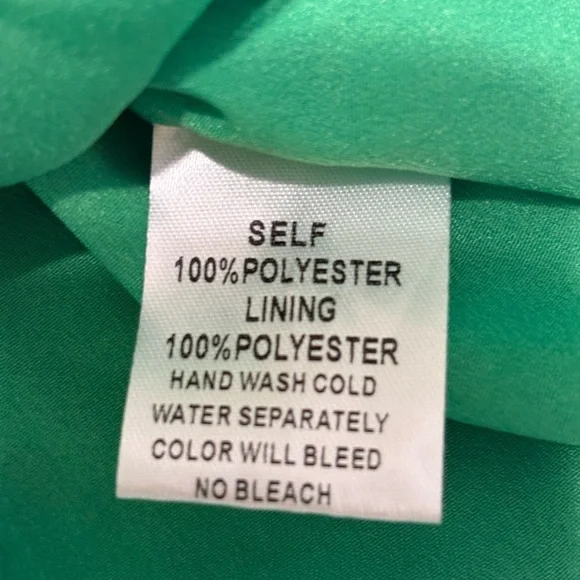 SELF
100%POLYESTER
LINING
100%POLYESTER
HAND WASH COLD
WATER SEPARATELY
COLOR WILL BLEED
NO BLEACH